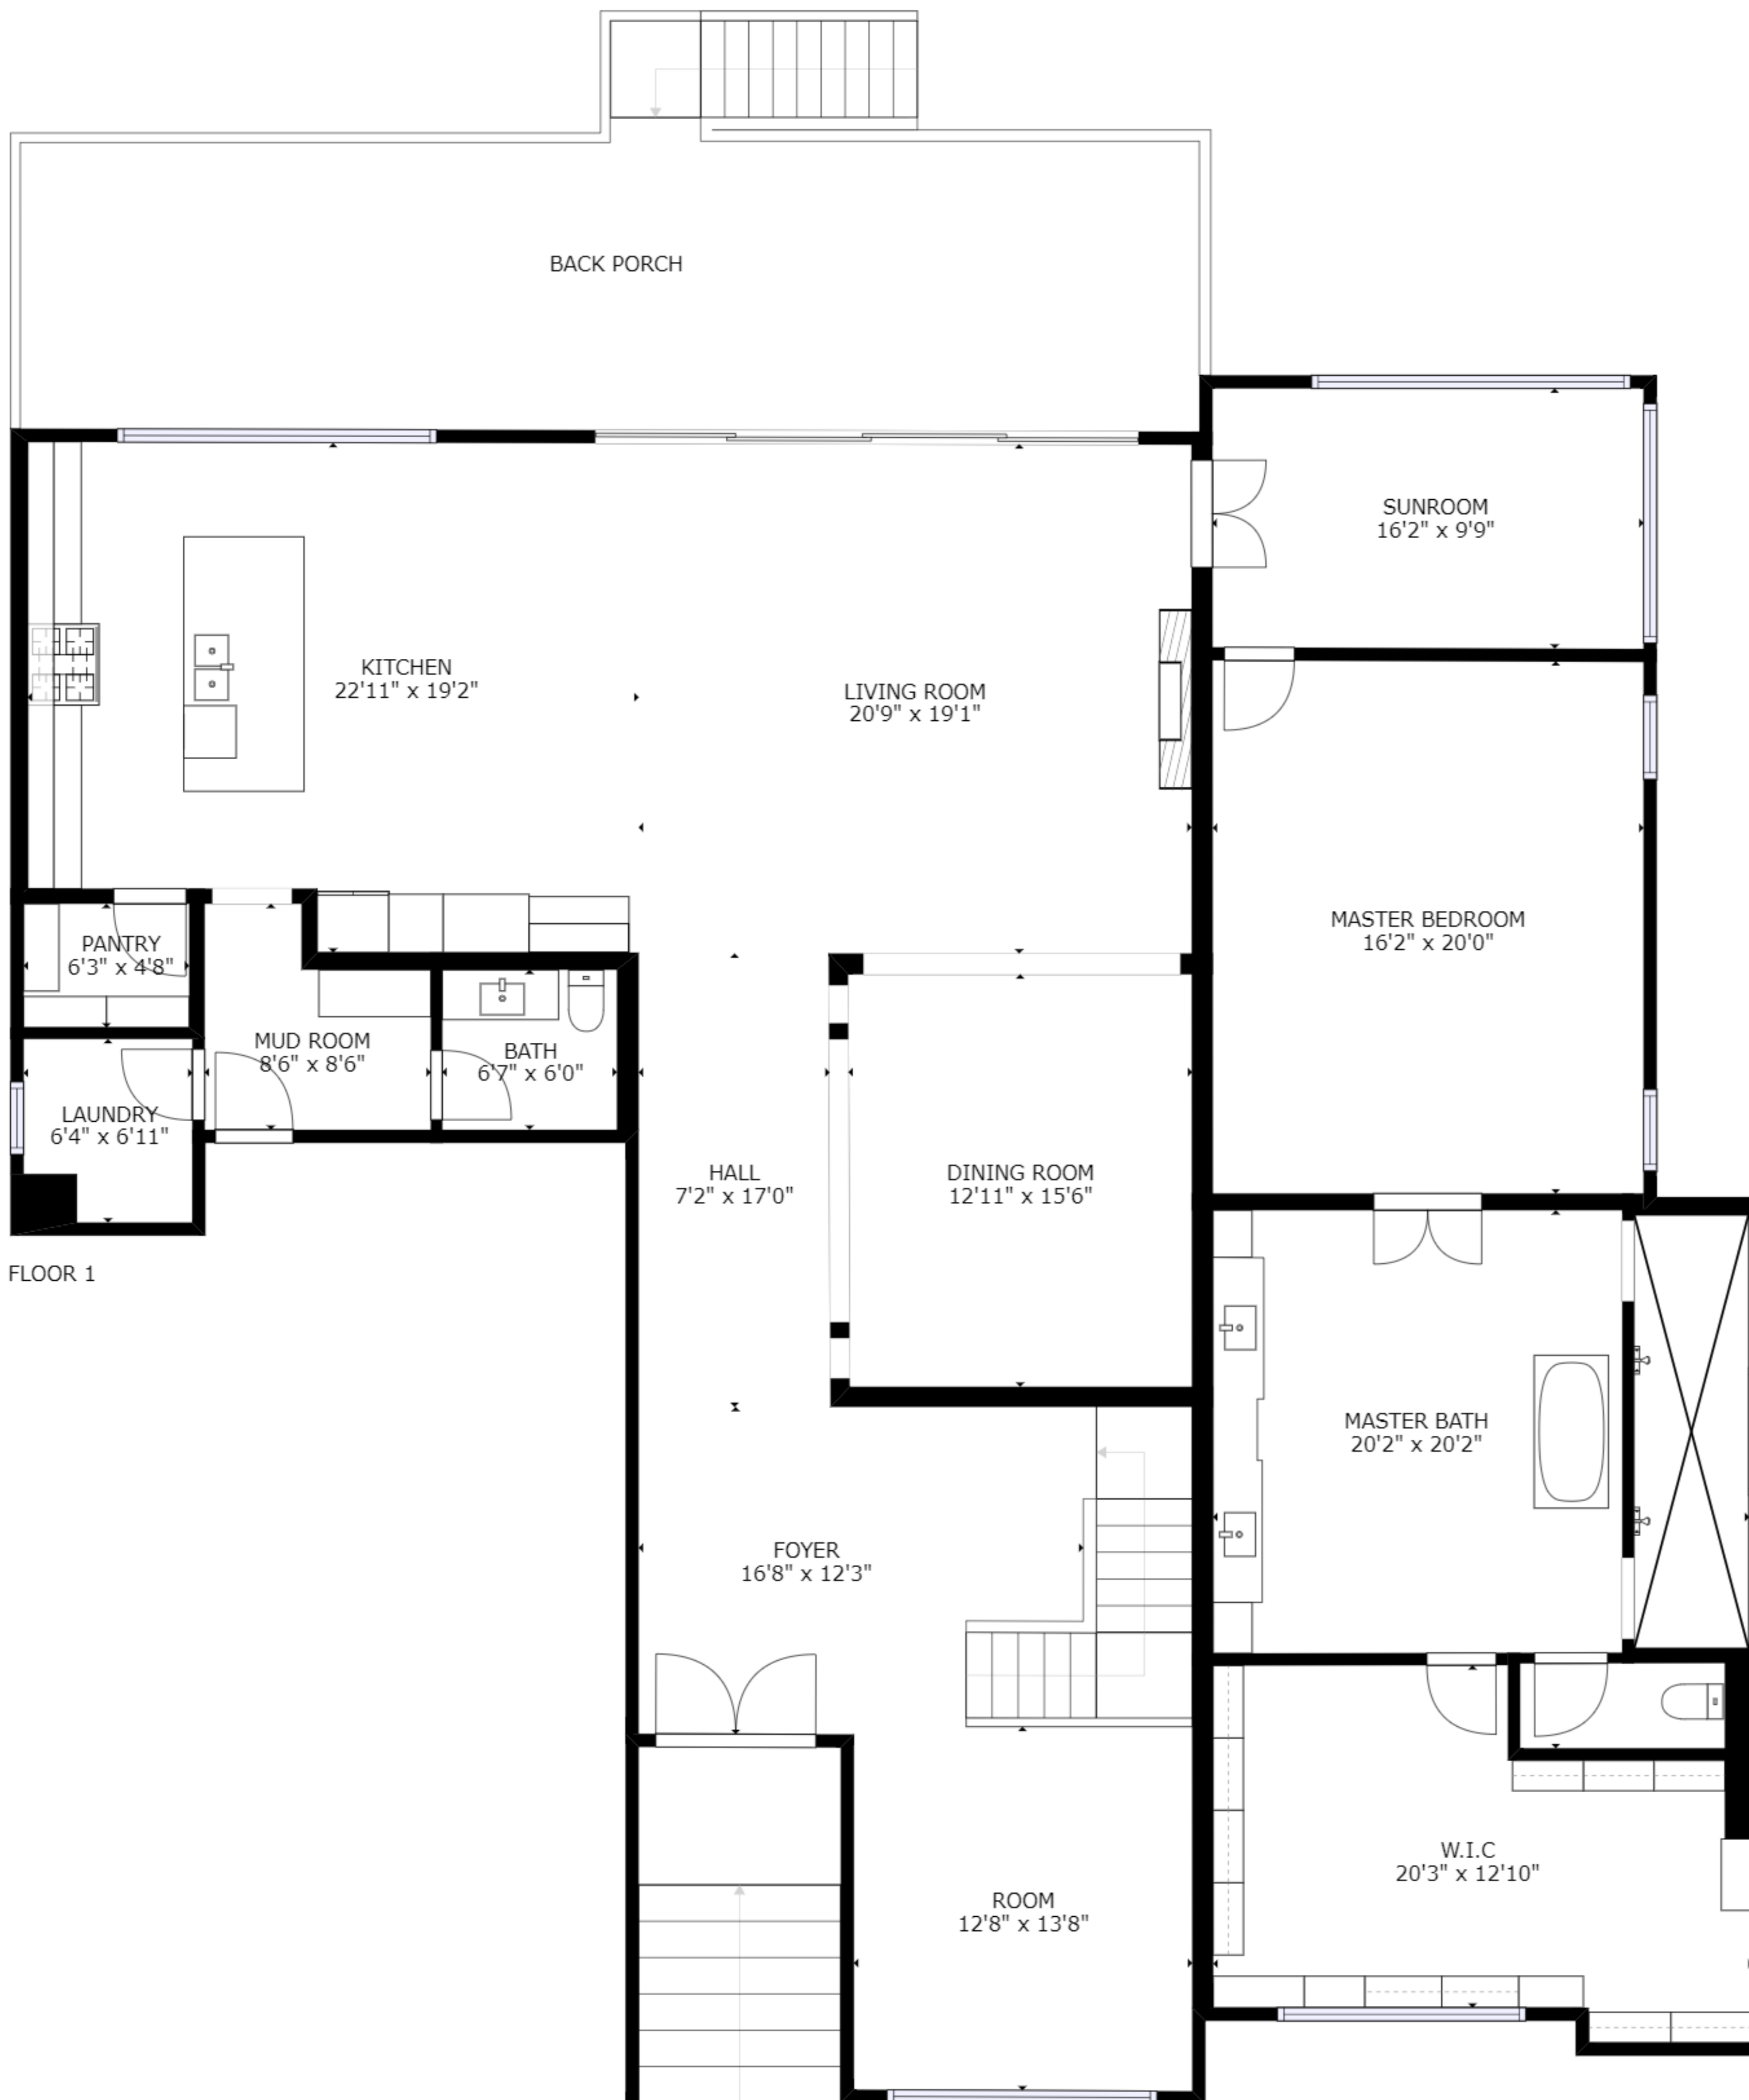 BACK PORCH
SUNROOM
16'2" x 9'9"
KITCHEN
22'11" x 19'2"
LIVING ROOM
20'9" x 19'1"
MASTER BEDROOM
16'2" x 20'0"
PANTRY
6'3" x 4'8"
MUD ROOM
8'6" x 8'6"
BATH
6'7" x 6'0"
LAUNDRY
6'4" x 6'11"
HALL
7'2" x 17'0"
DINING ROOM
12'11" x 15'6"
FLOOR 1
MASTER BATH
20'2" x 20'2"
FOYER
16'8" x 12'3"
W.I.C
20'3" x 12'10"
ROOM
12'8" x 13'8"